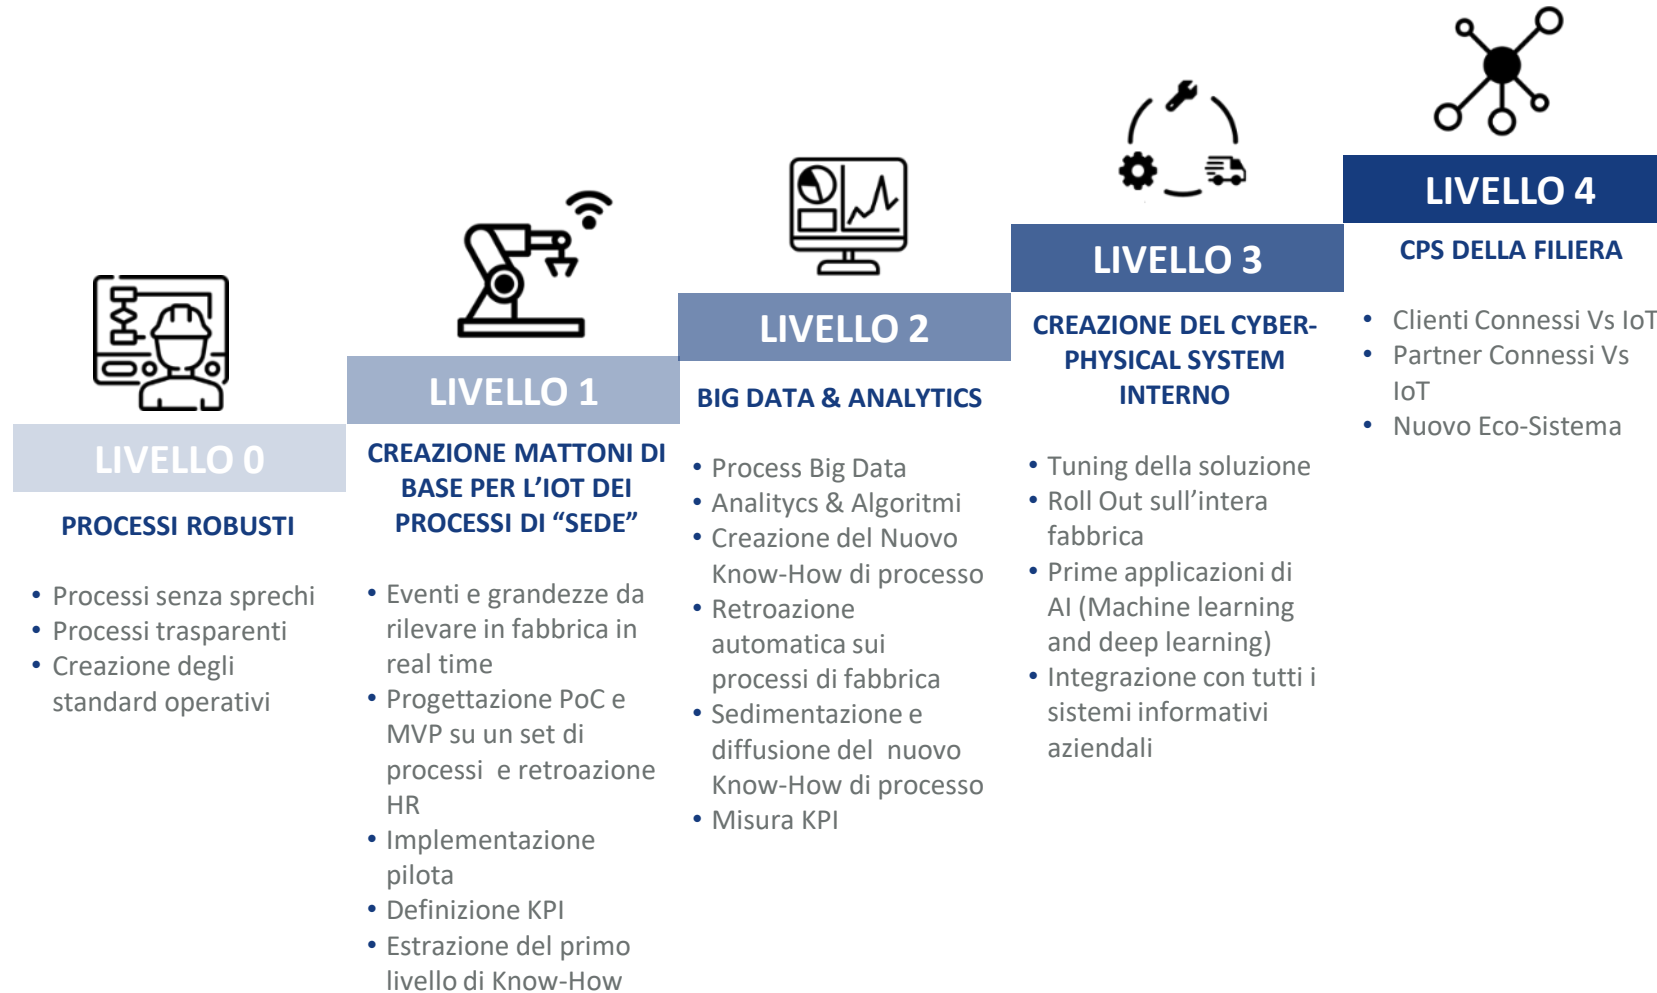 LIVELLO 0
PROCESSI ROBUSTI
• Processi senza sprechi
• Processi trasparenti
• Creazione degli
standard operativi
LIVELLO 1
CREAZIONE MATTONI DI
BASE PER L’IOT DEI
PROCESSI DI “SEDE”
• Eventi e grandezze da
rilevare in fabbrica in
real time
• Progettazione PoC e
MVP su un set di
processi e retroazione
HR
• Implementazione
pilota
• Definizione KPI
• Estrazione del primo
livello di Know-How
LIVELLO 2
BIG DATA & ANALYTICS
• Process Big Data
• Analitycs & Algoritmi
• Creazione del Nuovo
Know-How di processo
• Retroazione
automatica sui
processi di fabbrica
• Sedimentazione e
diffusione del nuovo
Know-How di processo
• Misura KPI
LIVELLO 3
CREAZIONE DEL CYBER-
PHYSICAL SYSTEM
INTERNO
• Tuning della soluzione
• Roll Out sull’intera
fabbrica
• Prime applicazioni di
AI (Machine learning
and deep learning)
• Integrazione con tutti i
sistemi informativi
aziendali
LIVELLO 4
CPS DELLA FILIERA
• Clienti Connessi Vs IoT
• Partner Connessi Vs
IoT
• Nuovo Eco-Sistema